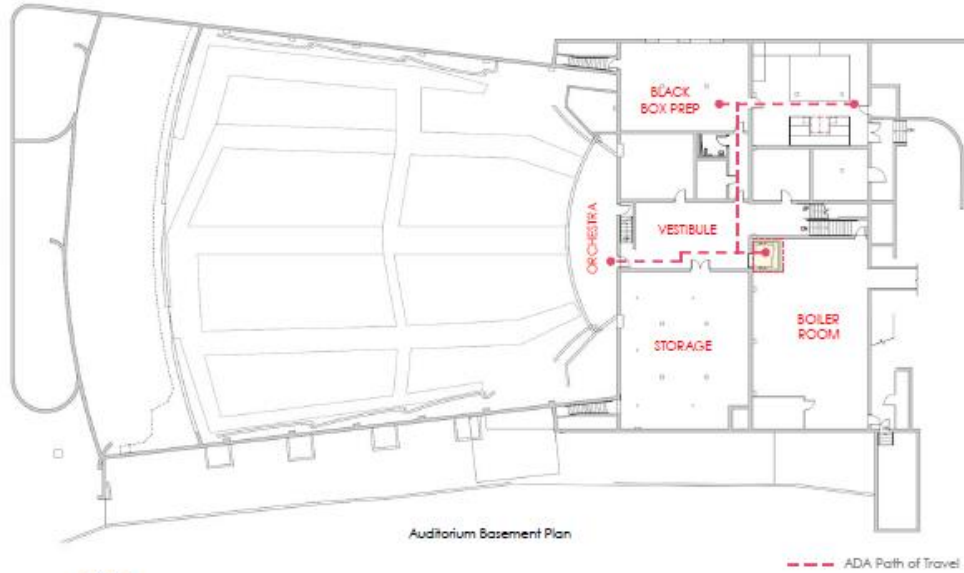 BLACK
BOX PREP
ORCHESTRA
VESTIBULE
STORAGE
BOILER
ROOM
Auditorium Basement Plan
ADA Path of Travel